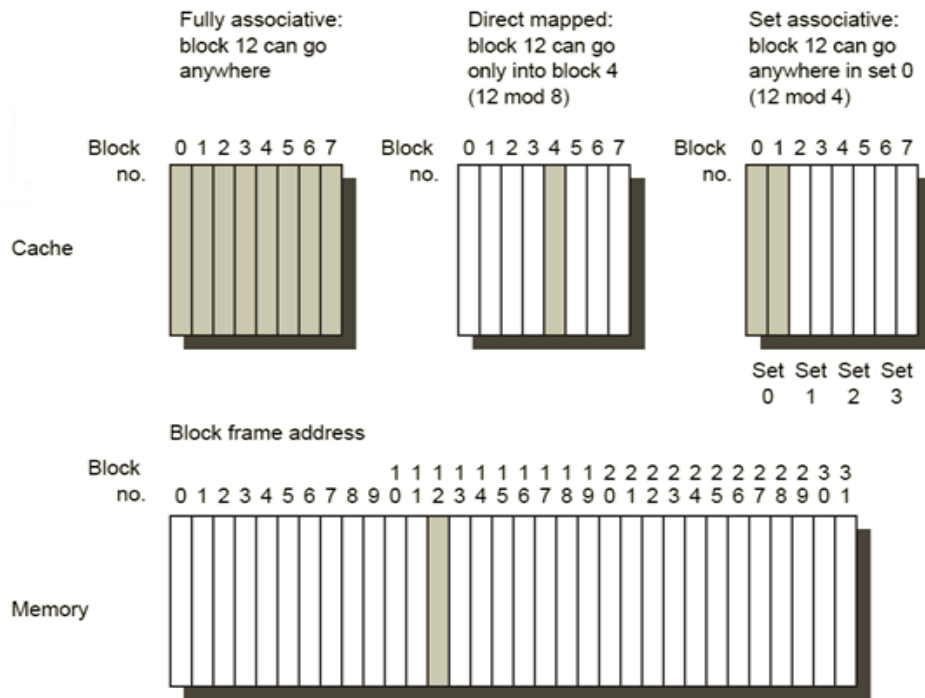 Fully associative:
block 12 can go
anywhere
Direct mapped:
block 12 can go
only into block 4
(12 mod 8)
Set associative:
block 12 can go
anywhere in set 0
(12 mod 4)
Block 0 1 2 3 4 5 6 7
no.
Block 0 1 2 3 4 5 6 7
no.
Block 0 1 2 3 4 5 6 7
no.
Cache
Set Set Set Set
0 1 2 3
Block frame address
Block 1 1 1 1 1 1 1 1 1 1 2 2 2 2 2 2 2 2 2 2 3 3
no. 0 1 2 3 4 5 6 7 8 9 0 1 2 3 4 5 6 7 8 9 0 1 2 3 4 5 6 7 8 9 0 1
Memory